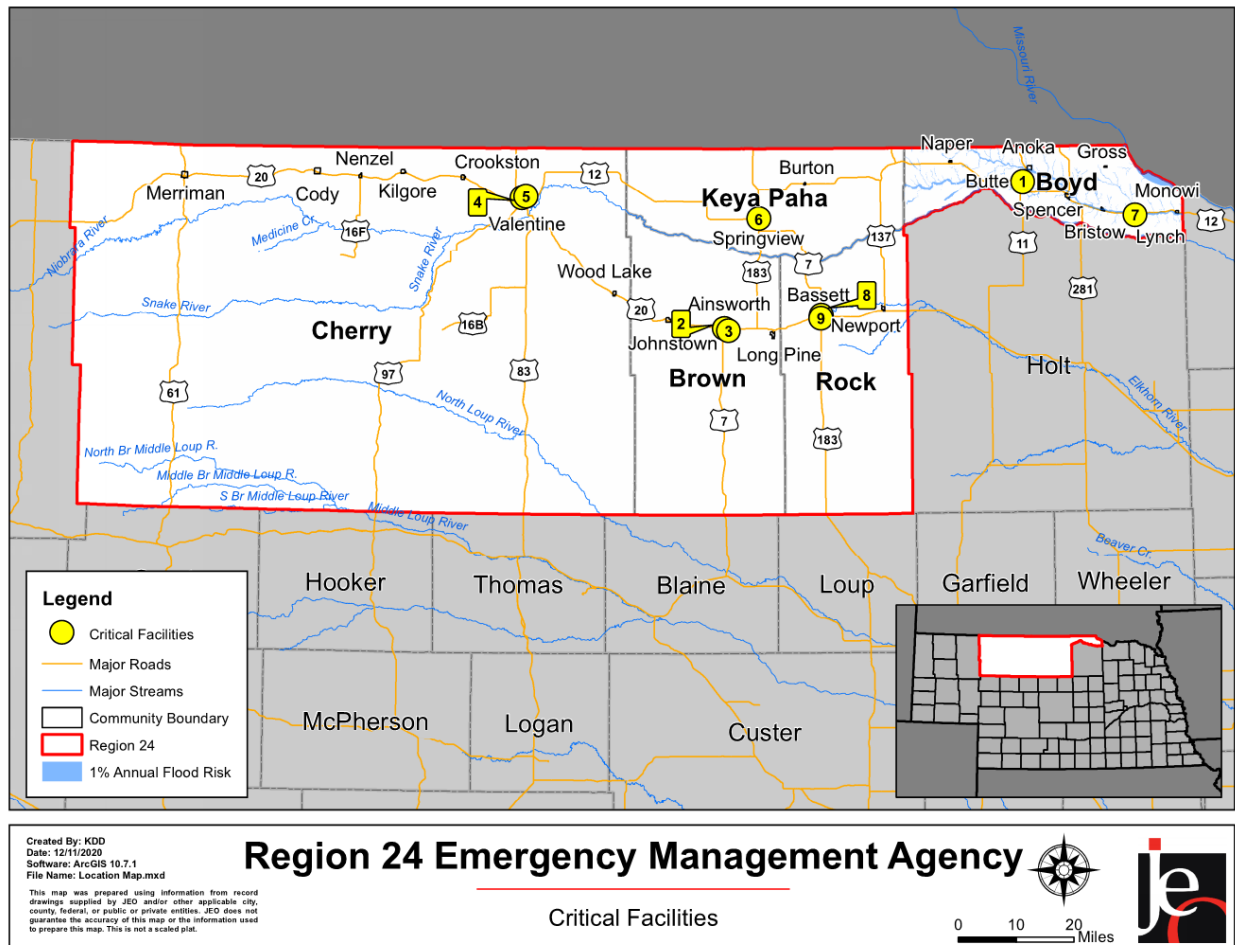 Missouri River
Naper
Anoka
Gross
Nenzel
Crookston
Burton
20
12
Merriman
Cody
Kilgore
Keya Paha
Butte
1
Boyd
Monowi
4
5
6
Spencer
7
12
Valentine
Springview
Bristow
Lynch
Medicine Cr.
16F
137
11
Niobrara River
Snake River
183
7
Wood Lake
281
Snake River
Ainsworth
Bassett
8
16B
20
2
3
9
Newport
Cherry
Johnstown
Long Pine
Holt
97
83
Brown
Rock
Elkhorn River
61
North Loup River
7
183
North Br Middle Loup R.
Middle Br Middle Loup R.
S Br Middle Loup River
Middle Loup River
Beaver Cr.
Hooker
Thomas
Blaine
Loup
Garfield
Wheeler
McPherson
Logan
Custer
Legend
Critical Facilities
Major Roads
Major Streams
Community Boundary
Region 24
1% Annual Flood Risk
Created By: KDD
Date: 12/11/2020
Software: ArcGIS 10.7.1
File Name: Location Map.mxd
This map was prepared using information from record
drawings supplied by JEO and/or other applicable city,
county, federal, or public or private entities. JEO does not
guarantee the accuracy of this map or the information used
to prepare this map. This is not a scaled plat.
Region 24 Emergency Management Agency
Critical Facilities
0 10 20
Miles
jeo